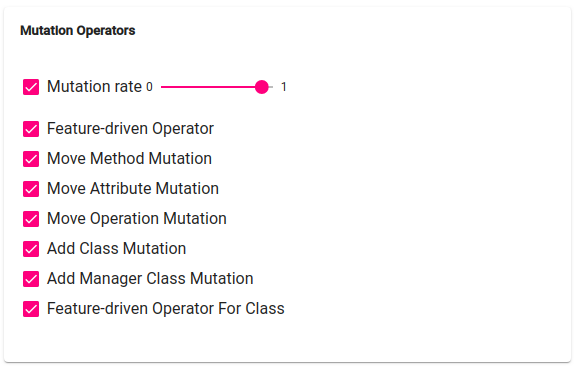 Mutation Operators
Mutation rate 0 1
Feature-driven Operator
Move Method Mutation
Move Attribute Mutation
Move Operation Mutation
Add Class Mutation
Add Manager Class Mutation
Feature-driven Operator For Class